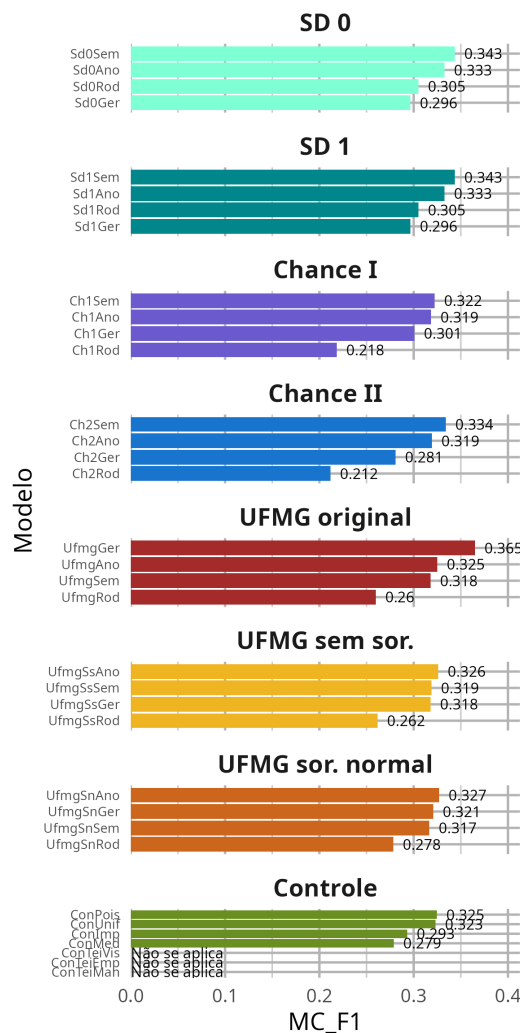 SD 0
Sd0Sem 0.343
Sd0Ano 0.333
Sd0Rod 0.305
Sd0Ger 0.296
SD 1
Sd1Sem 0.343
Sd1Ano 0.333
Sd1Rod 0.305
Sd1Ger 0.296
Chance I
Ch1Sem 0.322
Ch1Ano 0.319
Ch1Ger 0.301
Ch1Rod 0.218
Chance II
Ch2Sem 0.334
Ch2Ano 0.319
Ch2Ger 0.281
Ch2Rod 0.212
Modelo
UFMG original
UfmgGer 0.365
UfmgAno 0.325
UfmgSem 0.318
UfmgRod 0.26
UFMG sem sor.
UfmgSsAno 0.326
UfmgSsSem 0.319
UfmgSsGer 0.318
UfmgSsRod 0.262
UFMG sor. normal
UfmgSnAno 0.327
UfmgSnGer 0.321
UfmgSnSem 0.317
UfmgSnRod 0.278
Controle
ConPois 0.325
ConUnif 0.323
ConImp 0.293
ConMed 0.279
ConTeiVis Não se aplica
ConTeiEmp Não se aplica
ConTeiMan Não se aplica
0.0 0.1 0.2 0.3 0.4
MC_F1